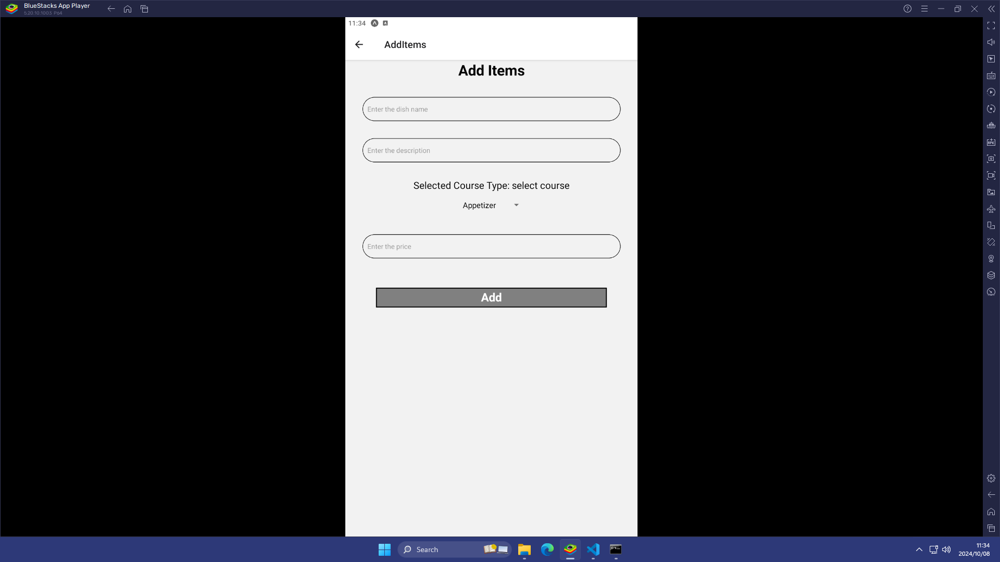 BlueStacks App Player
5.20.10.1003 P64
11:34
AddItems
Add Items
Enter the dish name
Enter the description
Selected Course Type: select course
Appetizer
Enter the price
Add
Search
11:34
2024/10/08